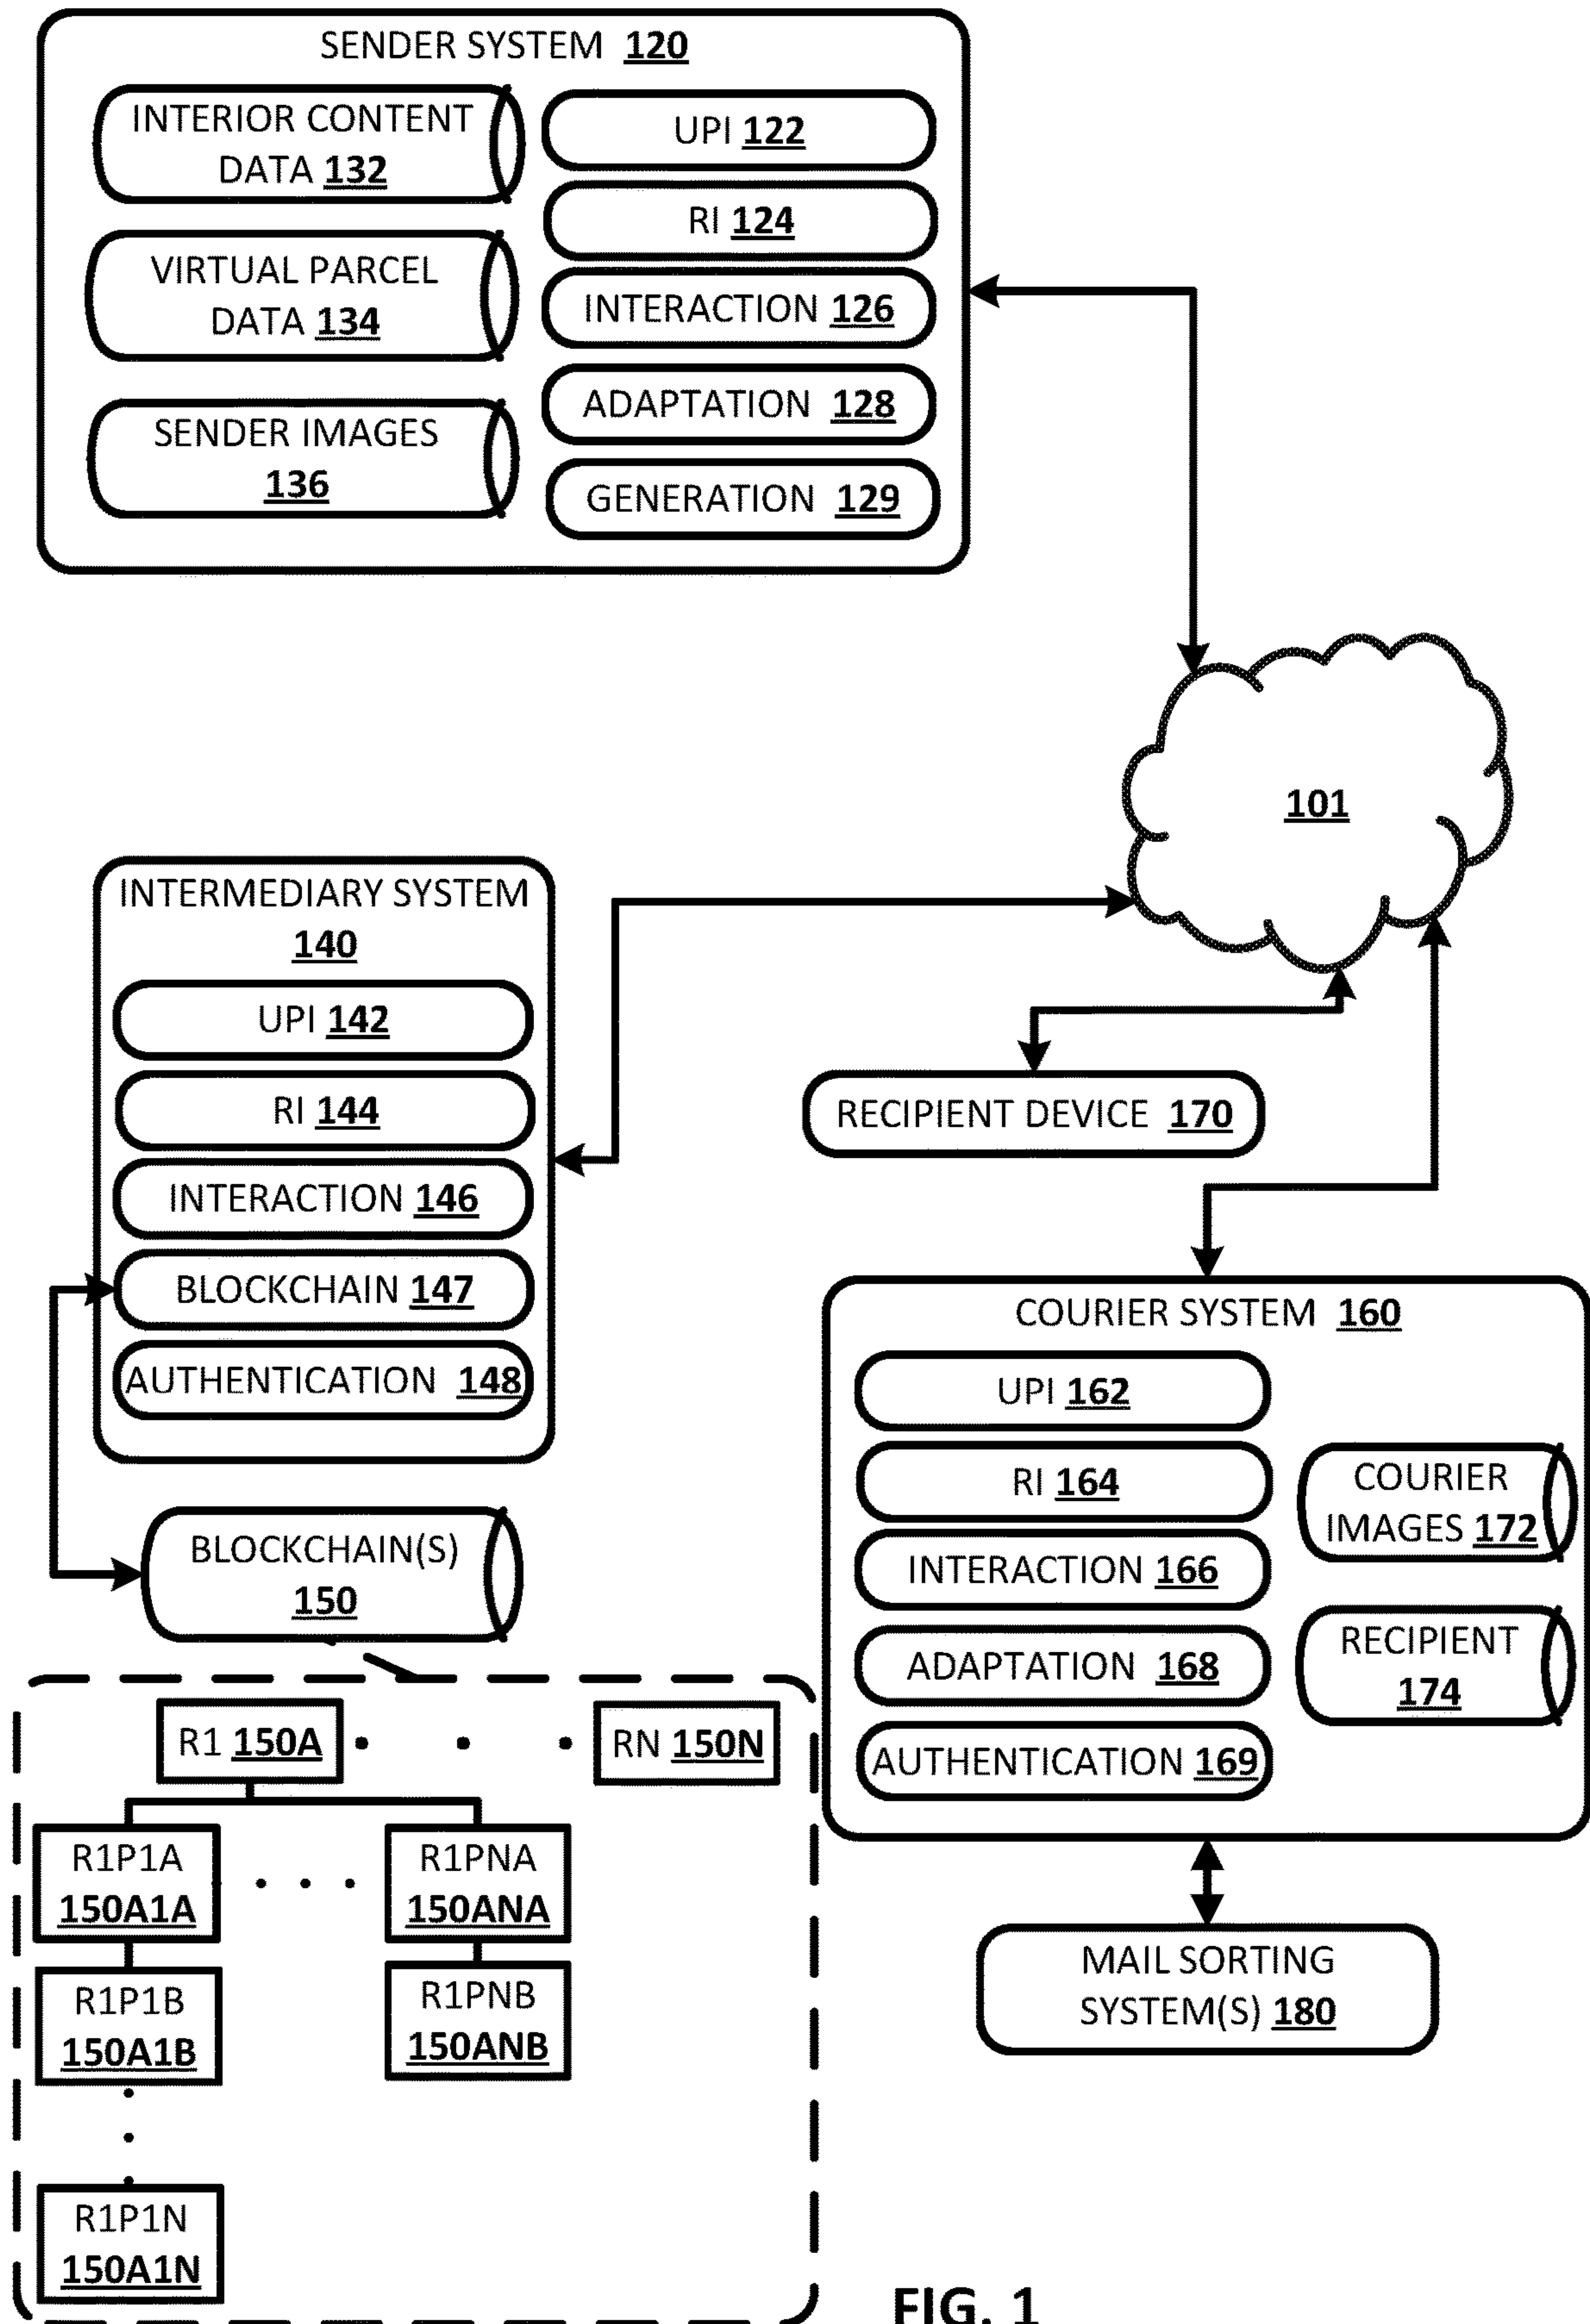 SENDER SYSTEM 120
INTERIOR CONTENT
DATA 132
VIRTUAL PARCEL
DATA 134
SENDER IMAGES
136
UPI 122
RI 124
INTERACTION 126
ADAPTATION 128
GENERATION 129
101
INTERMEDIARY SYSTEM
140
UPI 142
RI 144
INTERACTION 146
BLOCKCHAIN 147
AUTHENTICATION 148
RECIPIENT DEVICE 170
BLOCKCHAIN(S)
150
COURIER SYSTEM 160
UPI 162
RI 164
INTERACTION 166
ADAPTATION 168
AUTHENTICATION 169
COURIER
IMAGES 172
RECIPIENT
174
R1 150A
RN 150N
R1P1A
150A1A
R1PNA
150ANA
R1P1B
150A1B
R1PNB
150ANB
R1P1N
150A1N
MAIL SORTING
SYSTEM(S) 180
FIG. 1